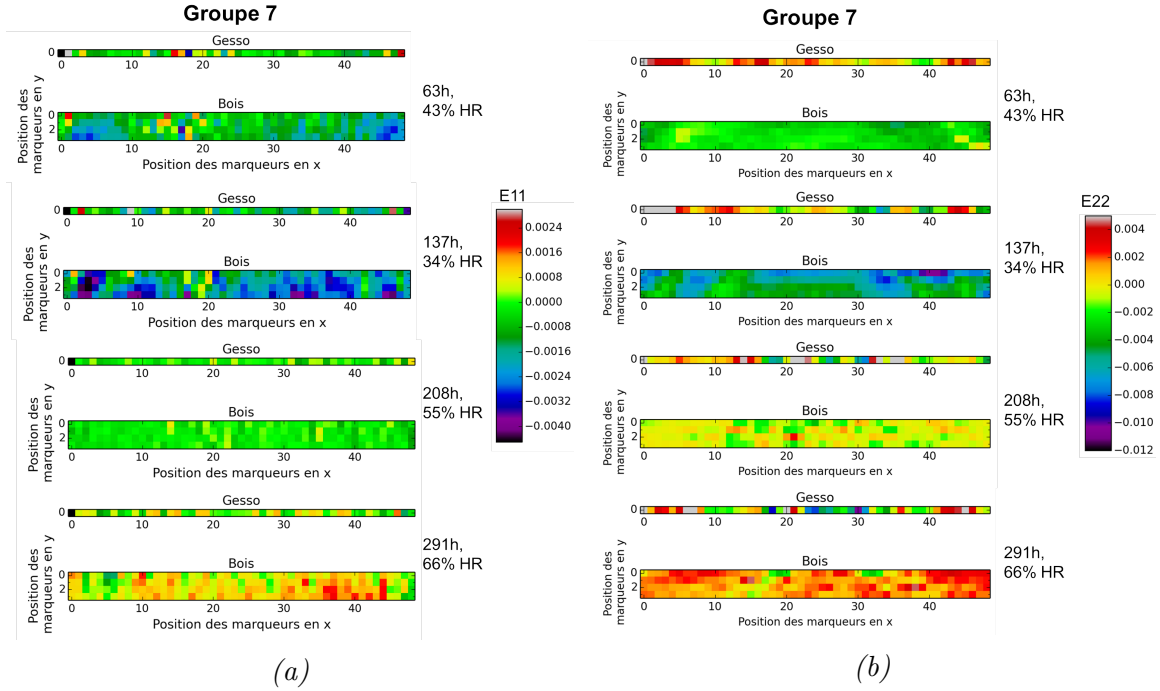 Groupe 7
Gesso
0
0 10 20 30 40
Bois
0
2
Position des
marqueurs en y
Position des marqueurs en x
63h,
43% HR
Gesso
0
0 10 20 30 40
Bois
0
2
Position des
marqueurs en y
0 10 20 30 40
Position des marqueurs en x
137h,
34% HR
Gesso
0
0 10 20 30 40
Bois
0
2
Position des
marqueurs en y
0 10 20 30 40
Position des marqueurs en x
208h,
55% HR
Gesso
0
0 10 20 30 40
Bois
0
2
Position des
marqueurs en y
0 10 20 30 40
Position des marqueurs en x
291h,
66% HR
E11
0.0024
0.0016
0.0008
0.0000
−0.0008
−0.0016
−0.0024
−0.0032
−0.0040
(a)
Groupe 7
Gesso
0
0 10 20 30 40
Bois
0
2
Position des
marqueurs en y
0 10 20 30 40
Position des marqueurs en x
63h,
43% HR
Gesso
0
0 10 20 30 40
Bois
0
2
Position des
marqueurs en y
0 10 20 30 40
Position des marqueurs en x
137h,
34% HR
Gesso
0
0 10 20 30 40
Bois
0
2
Position des
marqueurs en y
0 10 20 30 40
Position des marqueurs en x
208h,
55% HR
Gesso
0
0 10 20 30 40
Bois
0
2
Position des
marqueurs en y
0 10 20 30 40
Position des marqueurs en x
291h,
66% HR
E22
0.004
0.002
0.000
−0.002
−0.004
−0.006
−0.008
−0.010
−0.012
(b)